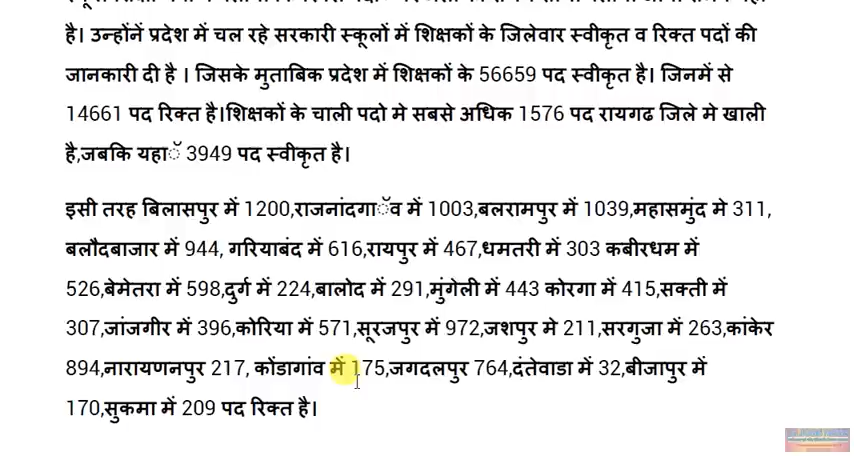 है। उन्होंनें प्रदेश में चल रहे सरकारी स्कूलों में शिक्षकों के जिलेवार स्वीकृत व रिक्त पदों की
जानकारी दी है । जिसके मुताबिक प्रदेश में शिक्षकों के 56659 पद स्वीकृत है। जिनमें से
14661 पद रिक्त है।शिक्षकों के चाली पदो मे सबसे अधिक 1576 पद रायगढ जिले मे खाली
है,जबकि यहाॅ 3949 पद स्वीकृत है।
इसी तरह बिलासपुर में 1200,राजनांदगाॅव में 1003,बलरामपुर में 1039,महासमुंद मे 311,
बलौदबाजार में 944, गरियाबंद में 616,रायपुर में 467,धमतरी में 303 कबीरधम में
526,बेमेतरा में 598,दुर्ग में 224,बालोद में 291,मुंगेली में 443 कोरगा में 415,सक्ती में
307,जांजगीर में 396,कोरिया में 571,सूरजपुर में 972,जशपुर मे 211,सरगुजा में 263,कांकेर
894,नारायणनपुर 217, कोंडागांव में 175,जगदलपुर 764,दंतेवाडा में 32,बीजापुर में
170,सुकमा में 209 पद रिक्त है।